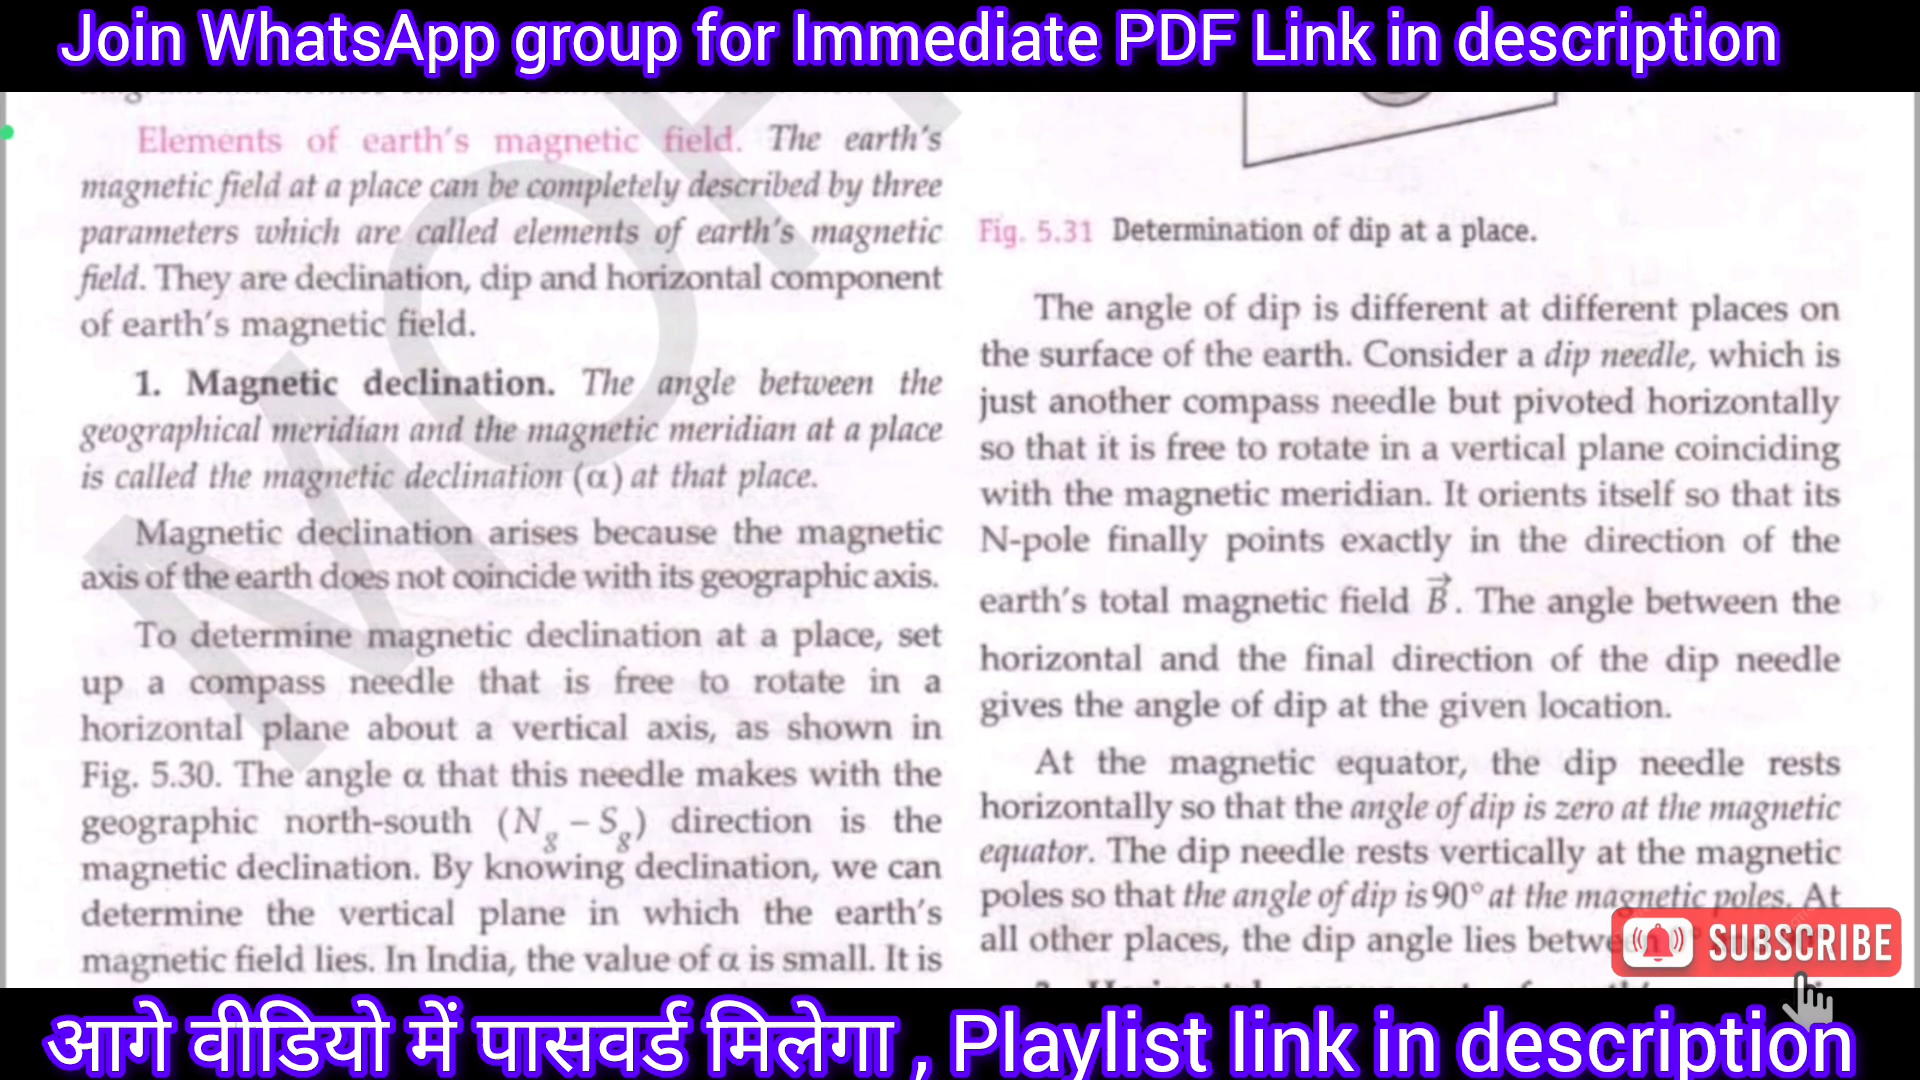 Join WhatsApp group for Immediate PDF Link in description
Elements of earth's magnetic field. The earth's
magnetic field at a place can be completely described by three
parameters which are called elements of earth's magnetic
field. They are declination, dip and horizontal component
of earth's magnetic field.
1. Magnetic declination. The angle between the
geographical meridian and the magnetic meridian at a place
is called the magnetic declination (α) at that place.
Magnetic declination arises because the magnetic
axis of the earth does not coincide with its geographic axis.
To determine magnetic declination at a place, set
up a compass needle that is free to rotate in a
horizontal plane about a vertical axis, as shown in
Fig. 5.30. The angle α that this needle makes with the
geographic north-south (Ng – Sg) direction is the
magnetic declination. By knowing declination, we can
determine the vertical plane in which the earth's
magnetic field lies. In India, the value of α is small. It is
Fig. 5.31 Determination of dip at a place.
The angle of dip is different at different places on
the surface of the earth. Consider a dip needle, which is
just another compass needle but pivoted horizontally
so that it is free to rotate in a vertical plane coinciding
with the magnetic meridian. It orients itself so that its
N-pole finally points exactly in the direction of the
earth's total magnetic field B⃗. The angle between the
horizontal and the final direction of the dip needle
gives the angle of dip at the given location.
At the magnetic equator, the dip needle rests
horizontally so that the angle of dip is zero at the magnetic
equator. The dip needle rests vertically at the magnetic
poles so that the angle of dip is 90° at the magnetic poles. At
all other places, the dip angle lies
SUBSCRIBE
आगे वीडियो में पासवर्ड मिलेगा , Playlist link in description